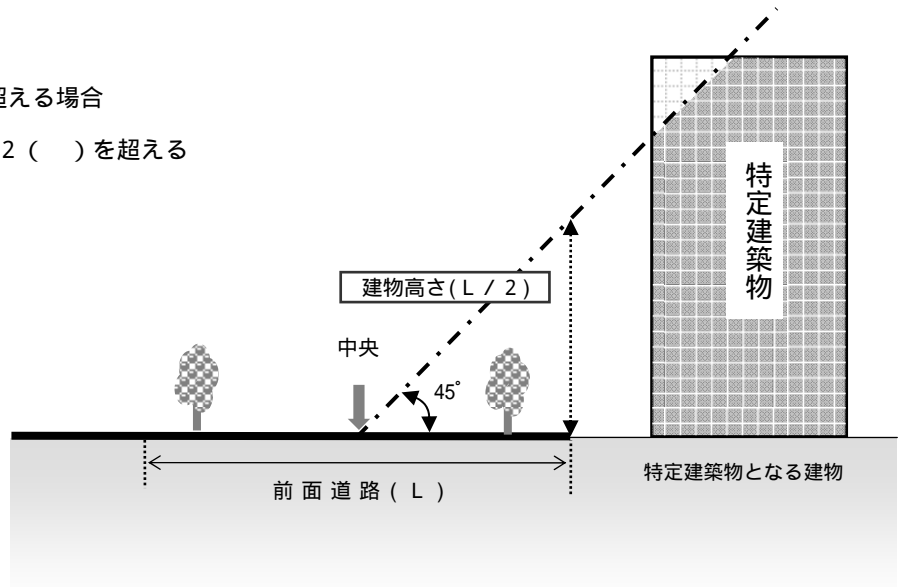 超える場合
2（　）を超える
特定建築物
建物高さ(Ｌ／２)
中央
45°
前面道路(Ｌ)
特定建築物となる建物